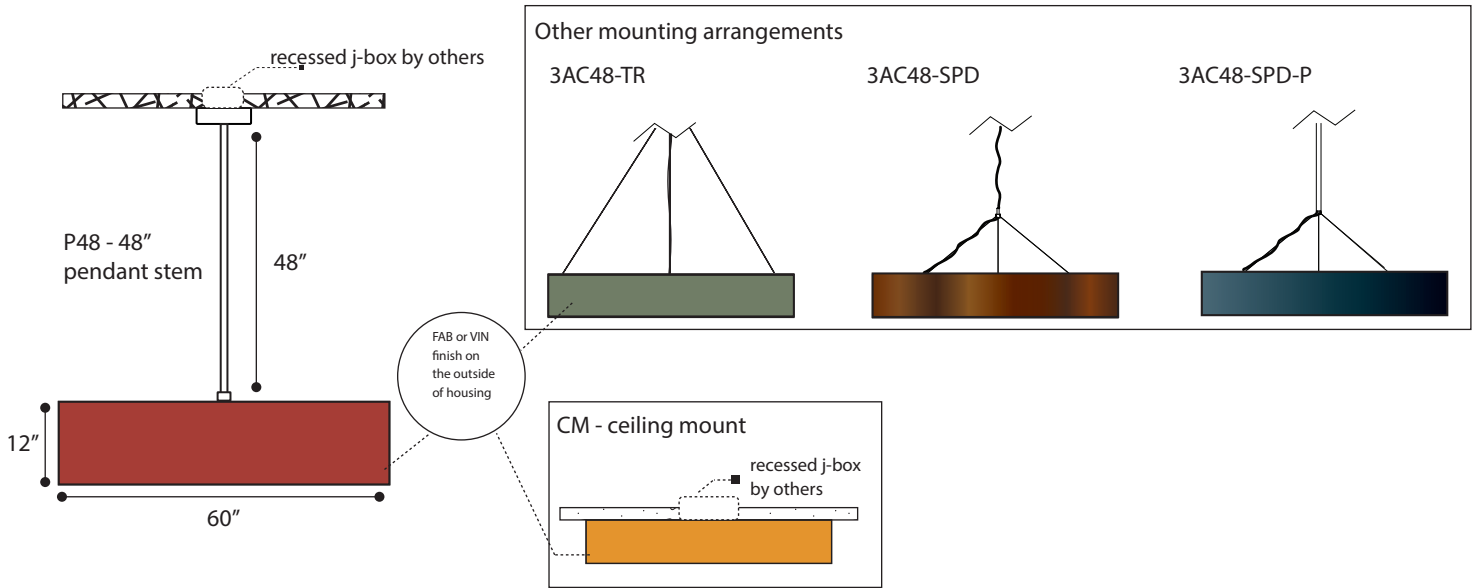 recessed j-box by others
P48 - 48”
pendant stem
48”
12”
60”
FAB or VIN
finish on
the outside
of housing
Other mounting arrangements
3AC48-TR
3AC48-SPD
3AC48-SPD-P
CM - ceiling mount
recessed j-box
by others